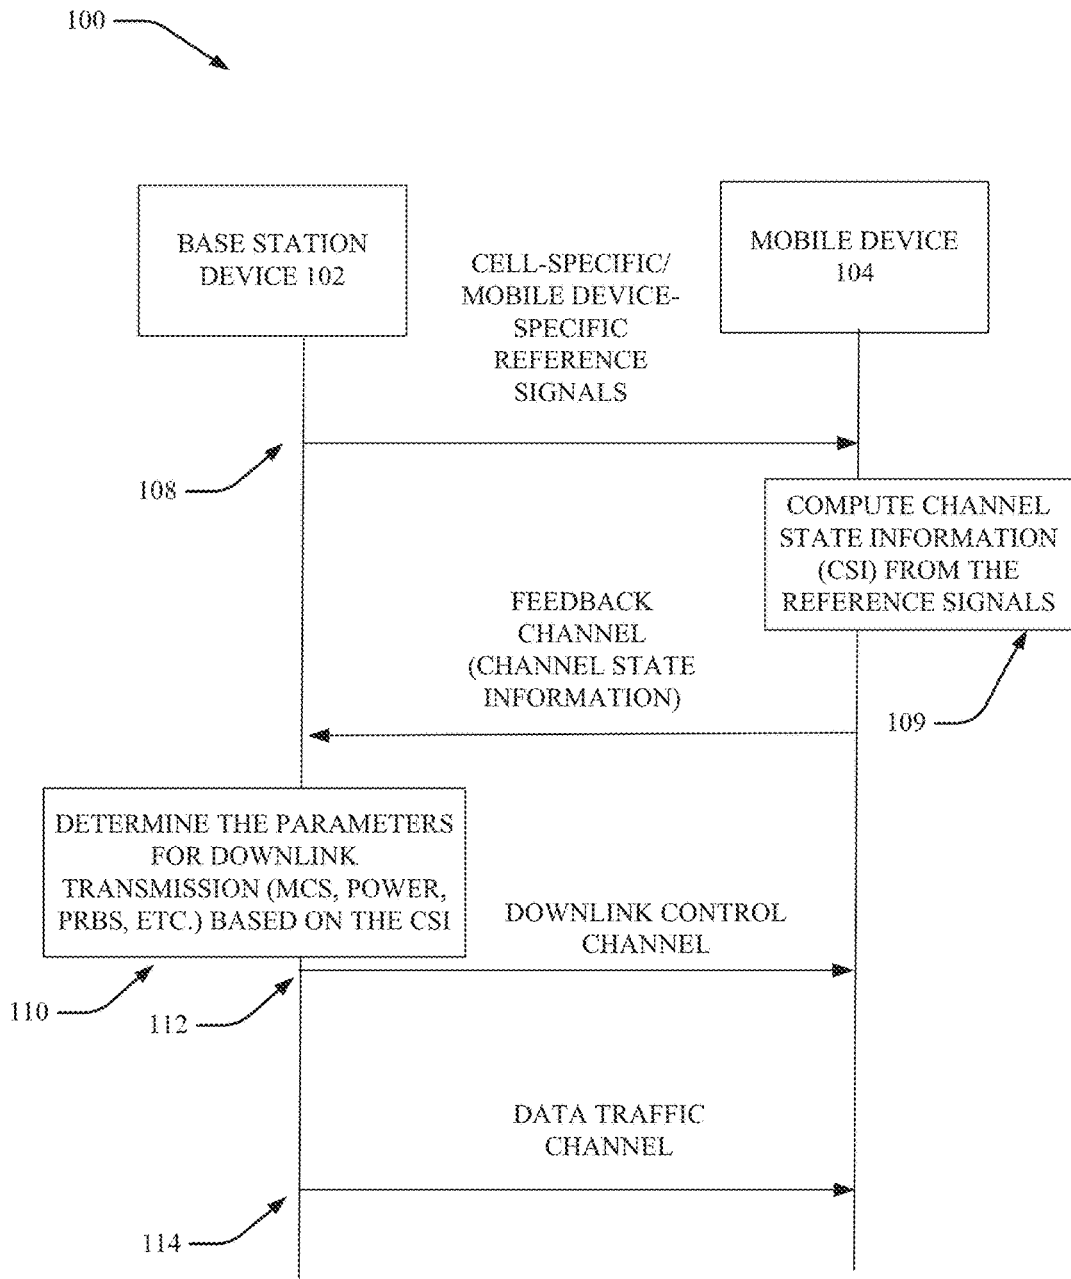 100
BASE STATION
DEVICE 102
MOBILE DEVICE
104
CELL-SPECIFIC/
MOBILE DEVICE-
SPECIFIC
REFERENCE
SIGNALS
108
COMPUTE CHANNEL
STATE INFORMATION
(CSI) FROM THE
REFERENCE SIGNALS
109
FEEDBACK
CHANNEL
(CHANNEL STATE
INFORMATION)
DETERMINE THE PARAMETERS
FOR DOWNLINK
TRANSMISSION (MCS, POWER,
PRBS, ETC.) BASED ON THE CSI
110
DOWNLINK CONTROL
CHANNEL
112
DATA TRAFFIC
CHANNEL
114